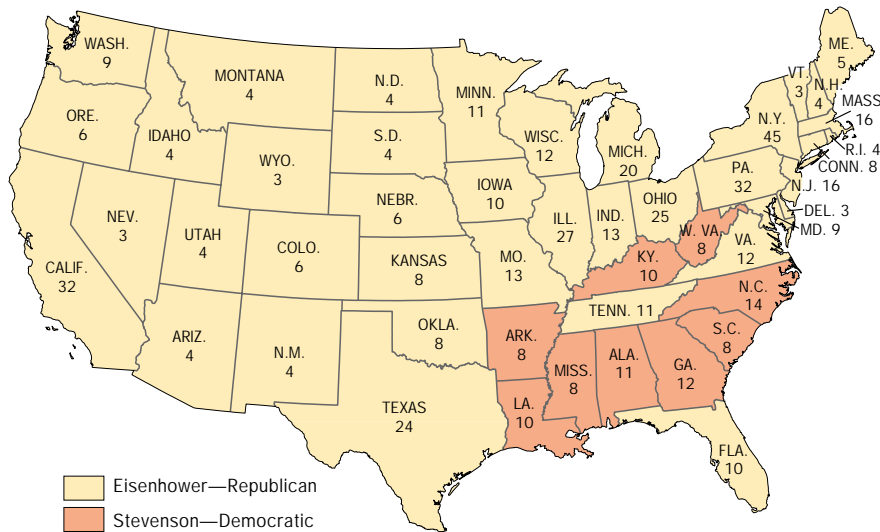 WASH.
9
ORE.
6
CALIF.
32
NEV.
3
IDAHO
4
MONTANA
4
WYO.
3
UTAH
4
ARIZ.
4
COLO.
6
N.M.
4
N.D.
4
S.D.
4
NEBR.
6
KANSAS
8
OKLA.
8
TEXAS
24
MINN.
11
IOWA
10
MO.
13
ARK.
8
LA.
10
WISC.
12
ILL.
27
MICH.
20
IND.
13
OHIO
25
KY.
10
TENN. 11
MISS.
8
ALA.
11
GA.
12
FLA.
10
S.C.
8
N.C.
14
VA.
12
W. VA.
8
PA.
32
N.Y.
45
VT.
3
N.H.
4
ME.
5
MASS.
16
R.I. 4
CONN. 8
N.J. 16
DEL. 3
MD. 9
Eisenhower—Republican
Stevenson—Democratic